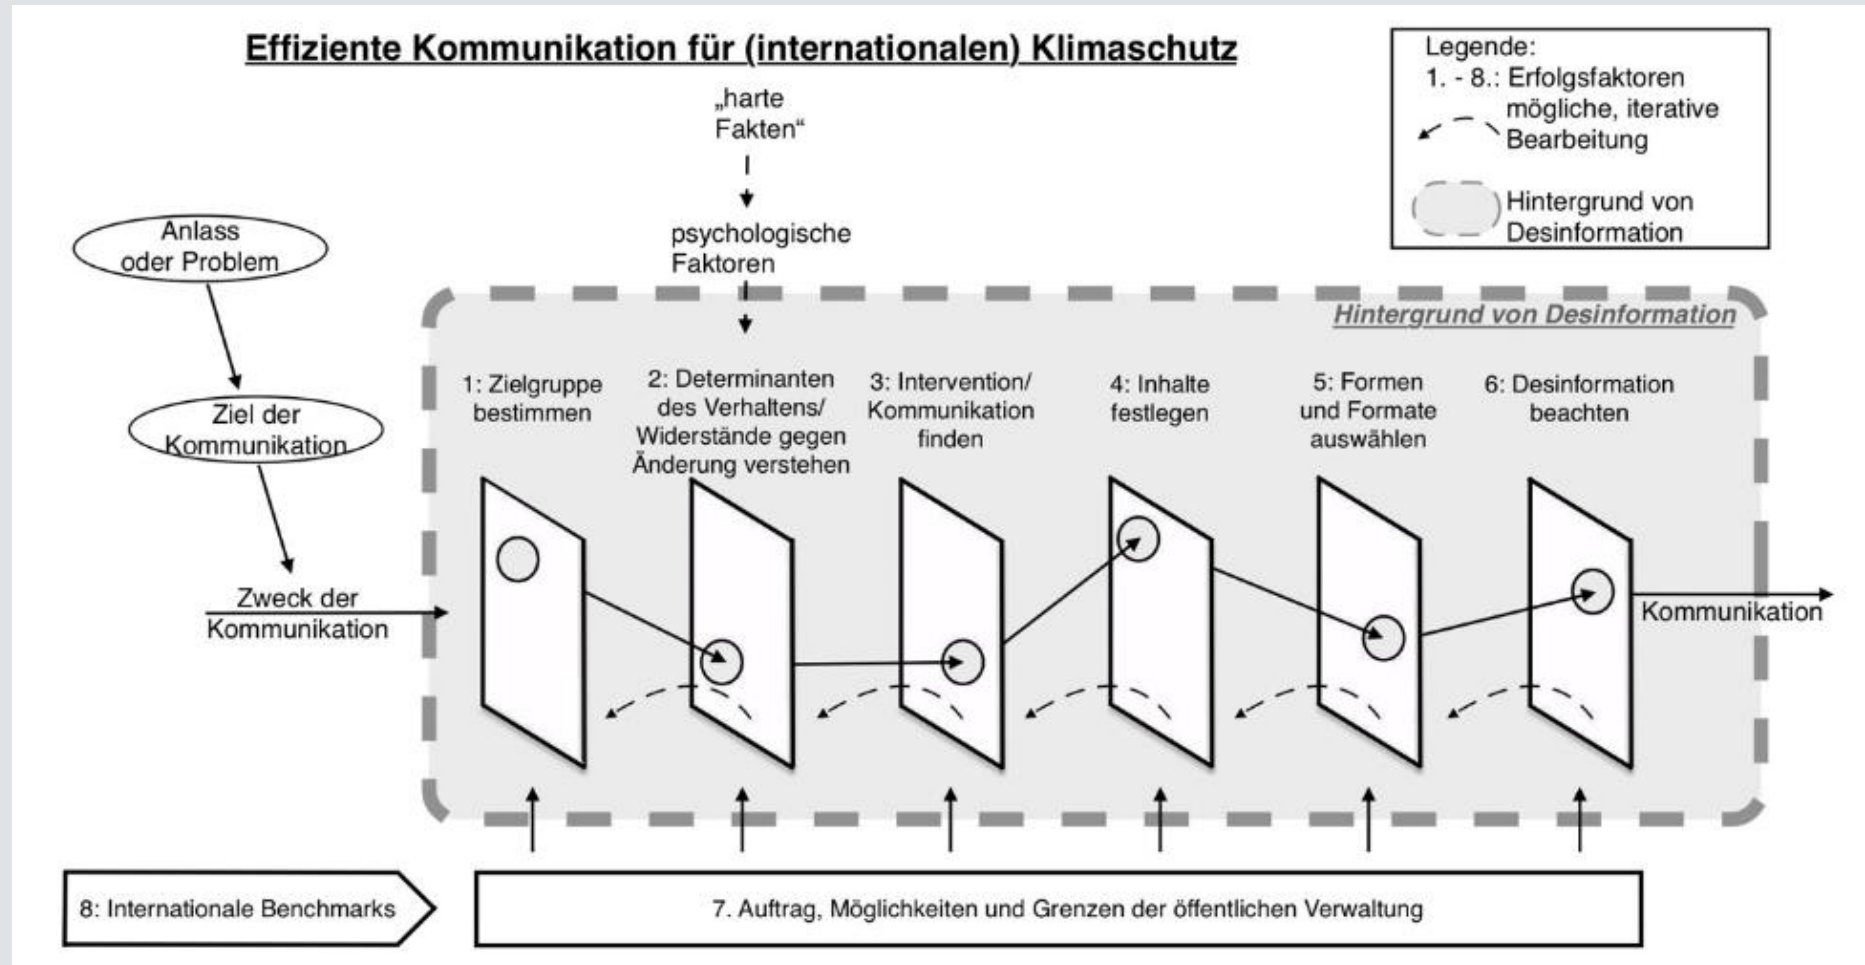 Effiziente Kommunikation für (internationalen) Klimaschutz
Legende:
1. - 8.: Erfolgsfaktoren
mögliche, iterative
Bearbeitung
Hintergrund von
Desinformation
„harte
Fakten“
psychologische
Faktoren
Anlass
oder Problem
Ziel der
Kommunikation
Zweck der
Kommunikation
Hintergrund von Desinformation
1: Zielgruppe
bestimmen
2: Determinanten
des Verhaltens/
Widerstände gegen
Änderung verstehen
3: Intervention/
Kommunikation
finden
4: Inhalte
festlegen
5: Formen
und Formate
auswählen
6: Desinformation
beachten
Kommunikation
8: Internationale Benchmarks
7. Auftrag, Möglichkeiten und Grenzen der öffentlichen Verwaltung